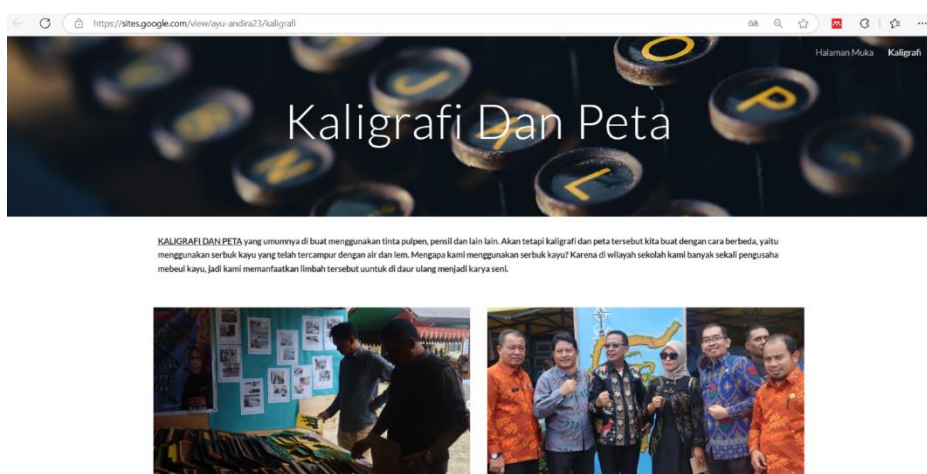 https://sites.google.com/view/ayu-andira23/kaligrafi
Halaman Muka Kaligrafi
Kaligrafi Dan Peta
KALIGRAFI DAN PETA yang umumnya di buat menggunakan tinta pulpen, pensil dan lain lain. Akan tetapi kaligrafi dan peta tersebut kita buat dengan cara berbeda, yaitu
menggunakan serbuk kayu yang telah tercampur dengan air dan lem. Mengapa kami menggunakan serbuk kayu? Karena di wilayah sekolah kami banyak sekali pengusaha
mebeul kayu, jadi kami memanfaatkan limbah tersebut uuntuk di daur ulang menjadi karya seni.